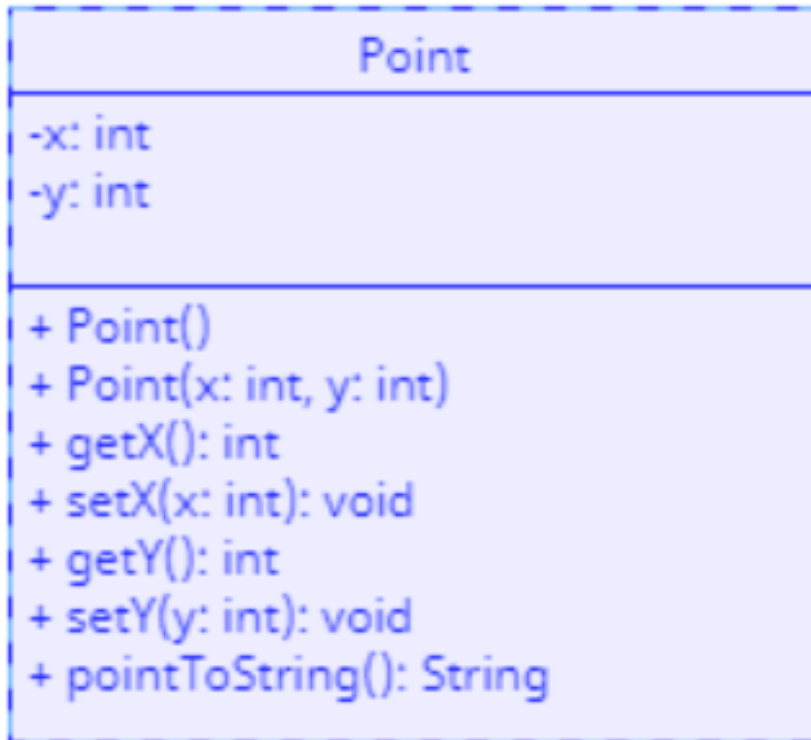 Point
-x: int
-y: int
+ Point()
+ Point(x: int, y: int)
+ getX(): int
+ setX(x: int): void
+ getY(): int
+ setY(y: int): void
+ pointToString(): String